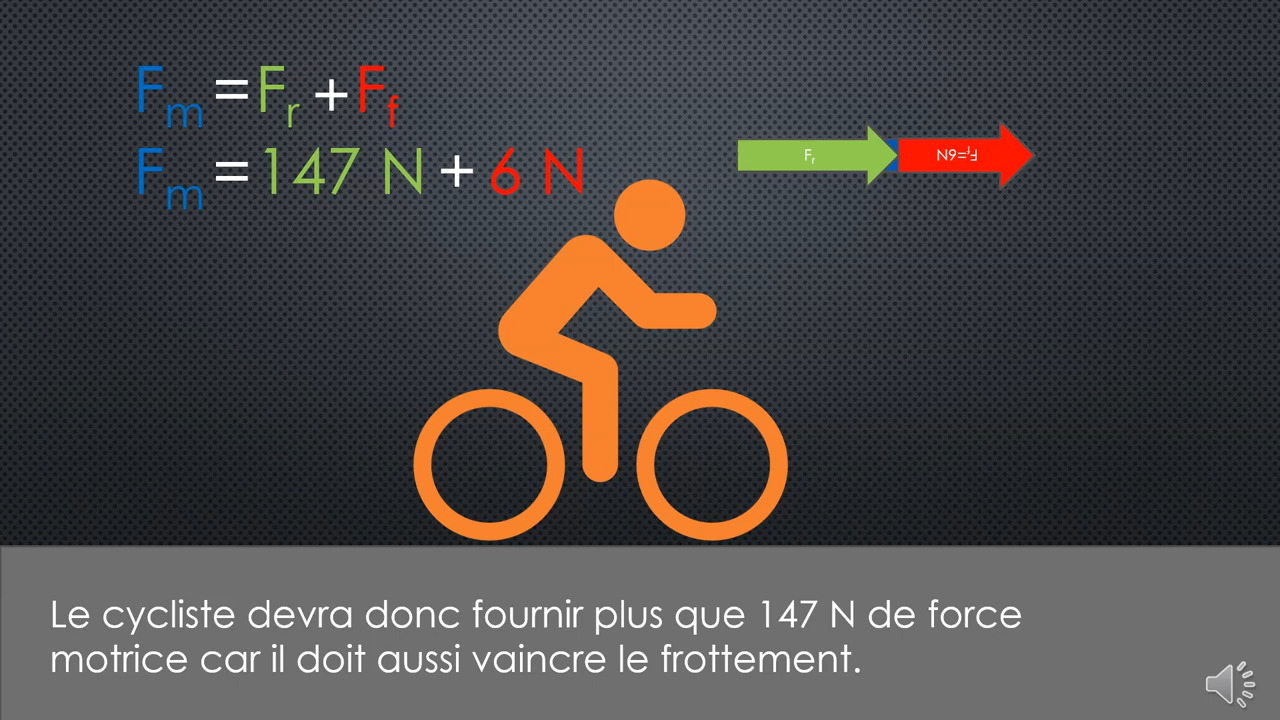 Fm = Fr + Ff
Fm = 147 N + 6 N
Fr
Ff=6N
Le cycliste devra donc fournir plus que 147 N de force
motrice car il doit aussi vaincre le frottement.